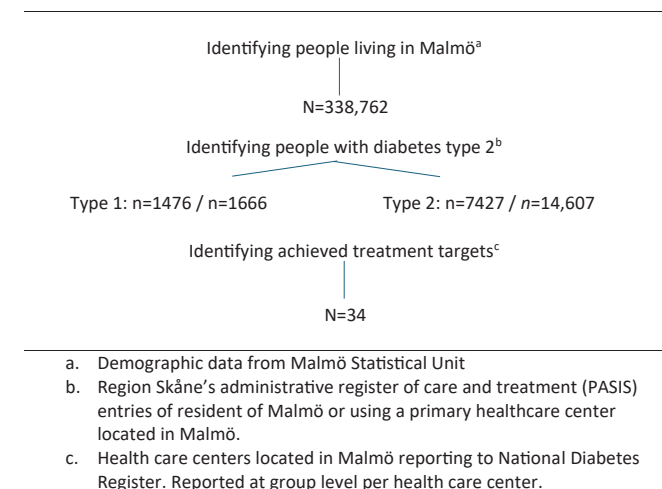 Identifying people living in Malmöᵃ
N=338,762
Identifying people with diabetes type 2ᵇ
Type 1: n=1476 / n=1666 Type 2: n=7427 / n=14,607
Identifying achieved treatment targetsᶜ
N=34
a. Demographic data from Malmö Statistical Unit
b. Region Skåne’s administrative register of care and treatment (PASIS)
entries of resident of Malmö or using a primary healthcare center
located in Malmö.
c. Health care centers located in Malmö reporting to National Diabetes
Register. Reported at group level per health care center.